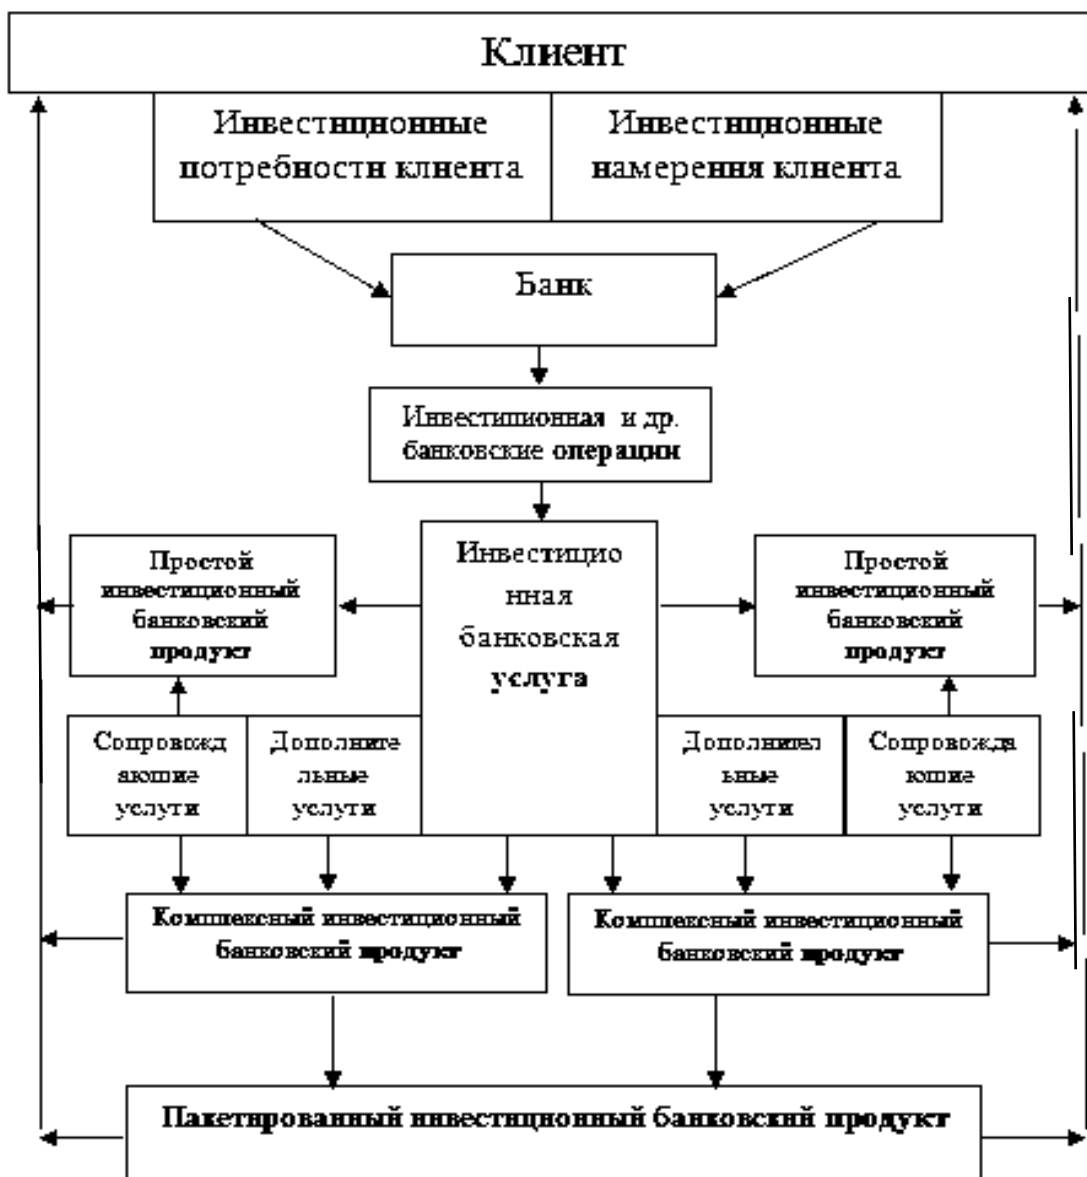 Клиент
Инвестиционные
потребности клиента
Инвестиционные
намерения клиента
Банк
Инвестиционная и др.
банковские операции
Простой
инвестиционный
банковский
продукт
Инвестицио
нная
банковская
услуга
Простой
инвестиционный
банковский
продукт
Сопровожд
ающие
услуги
Дополните
льные
услуги
Дополнител
ьные
услуги
Сопровожда
ющие
услуги
Комплексный инвестиционный
банковский продукт
Комплексный инвестиционный
банковский продукт
Пакетированный инвестиционный банковский продукт